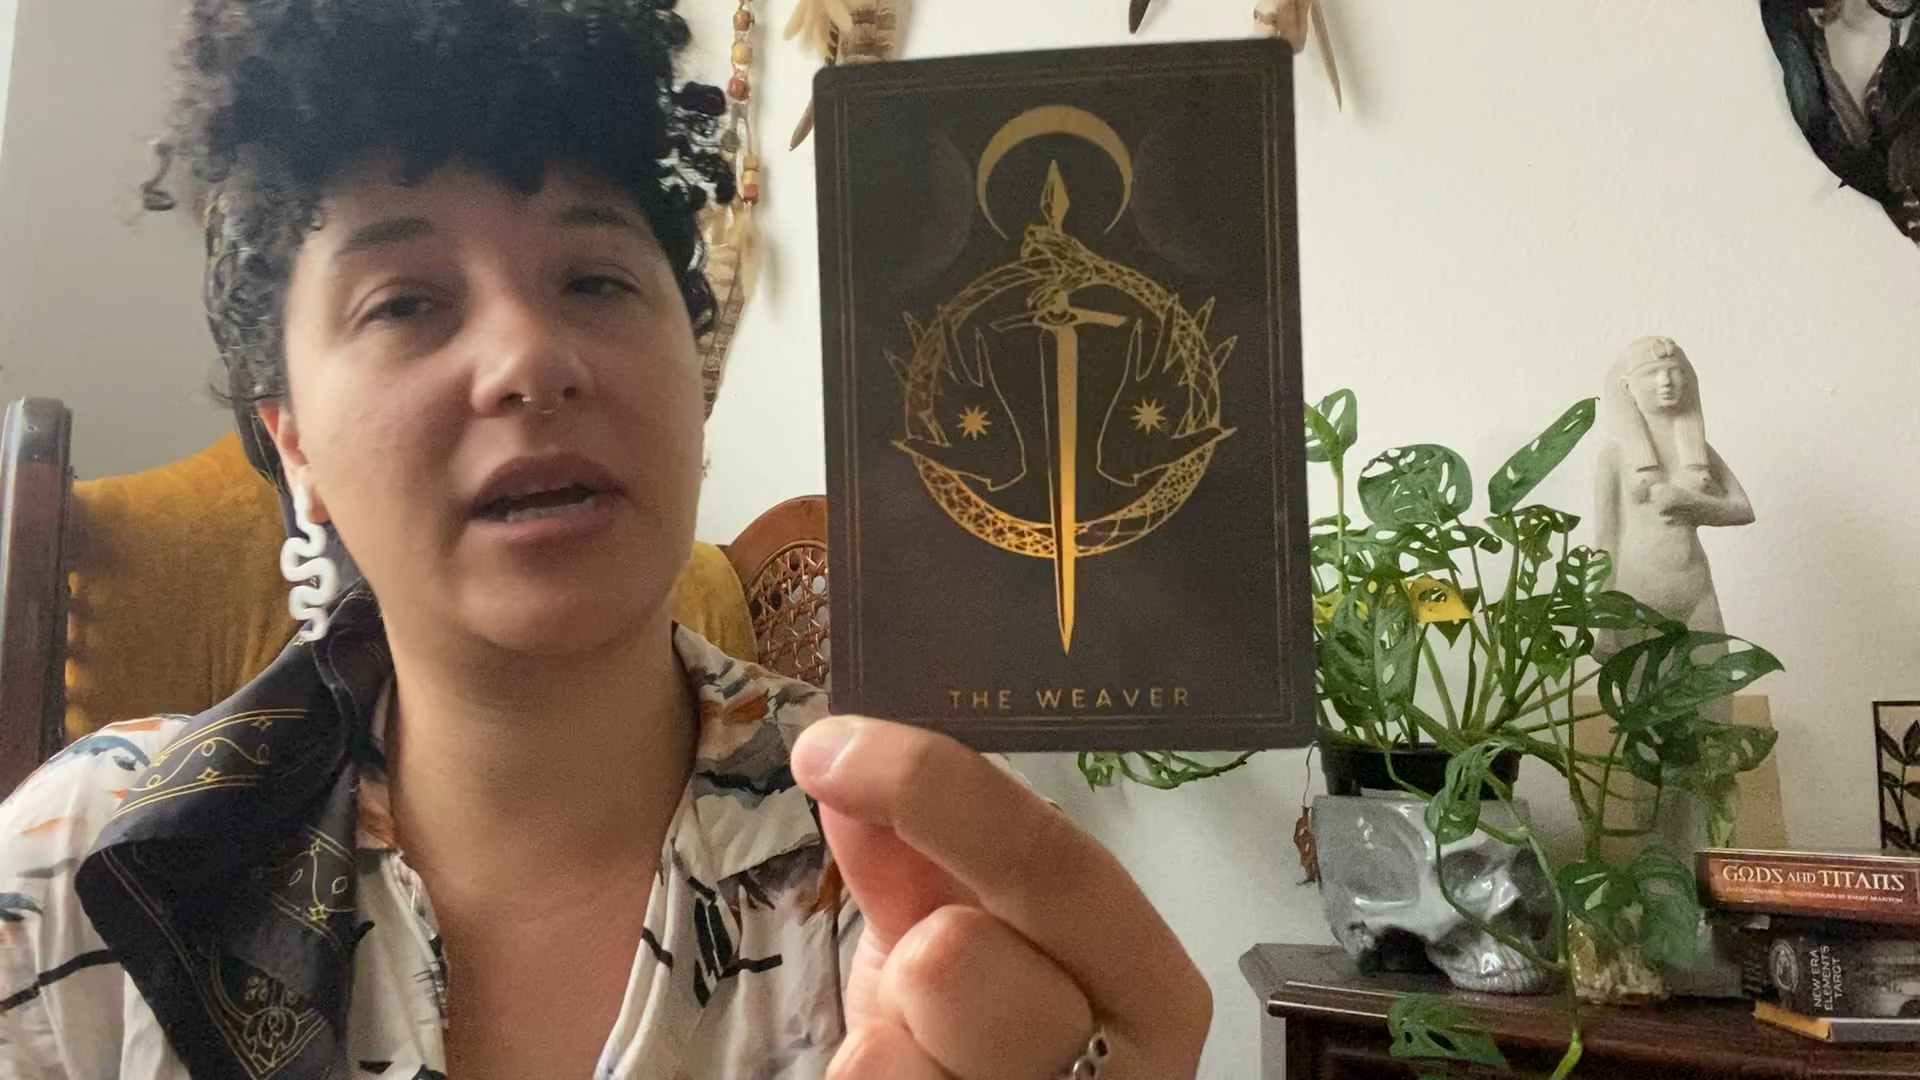 THE WEAVER
GODS AND TITANS
NEW ERA
ELEMENTS
TAROT